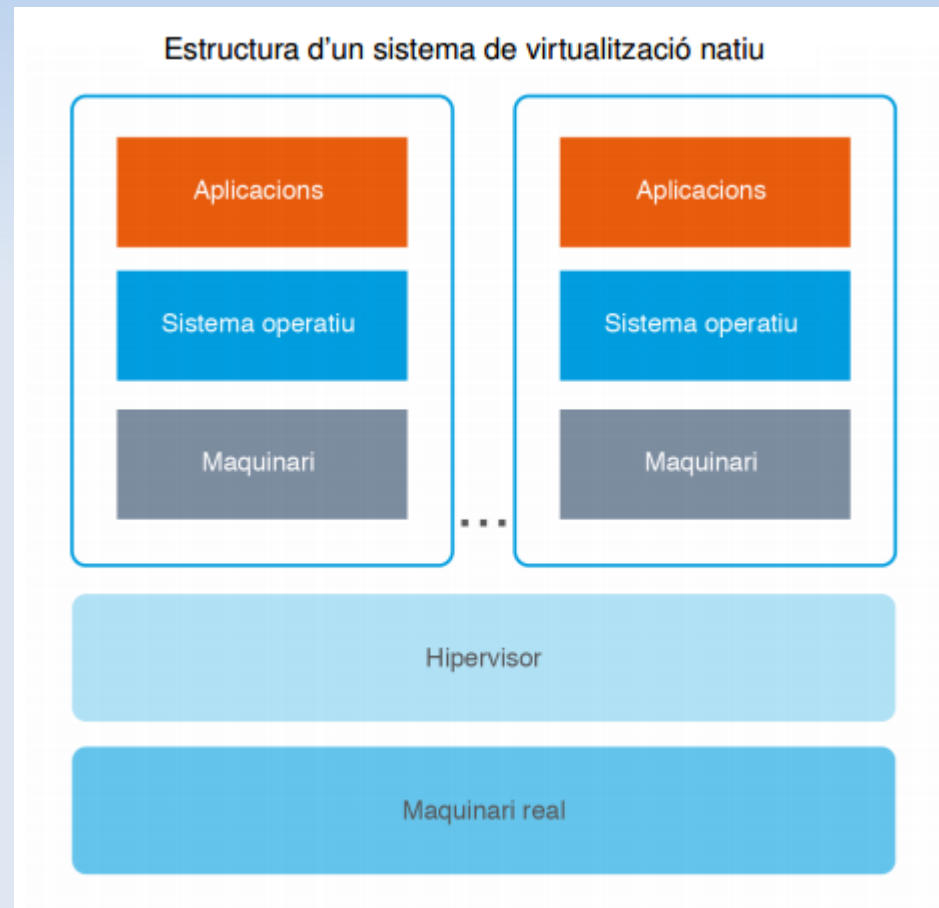 Estructura d'un sistema de virtualització natiu
Aplicacions
Sistema operatiu
Maquinari
...
Aplicacions
Sistema operatiu
Maquinari
Hipervisor
Maquinari real